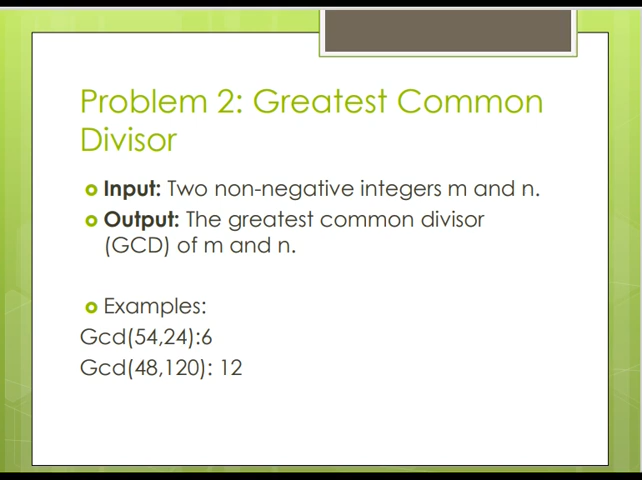 Problem 2: Greatest Common
Divisor
Input: Two non-negative integers m and n.
Output: The greatest common divisor
(GCD) of m and n.
Examples:
Gcd(54,24):6
Gcd(48,120): 12